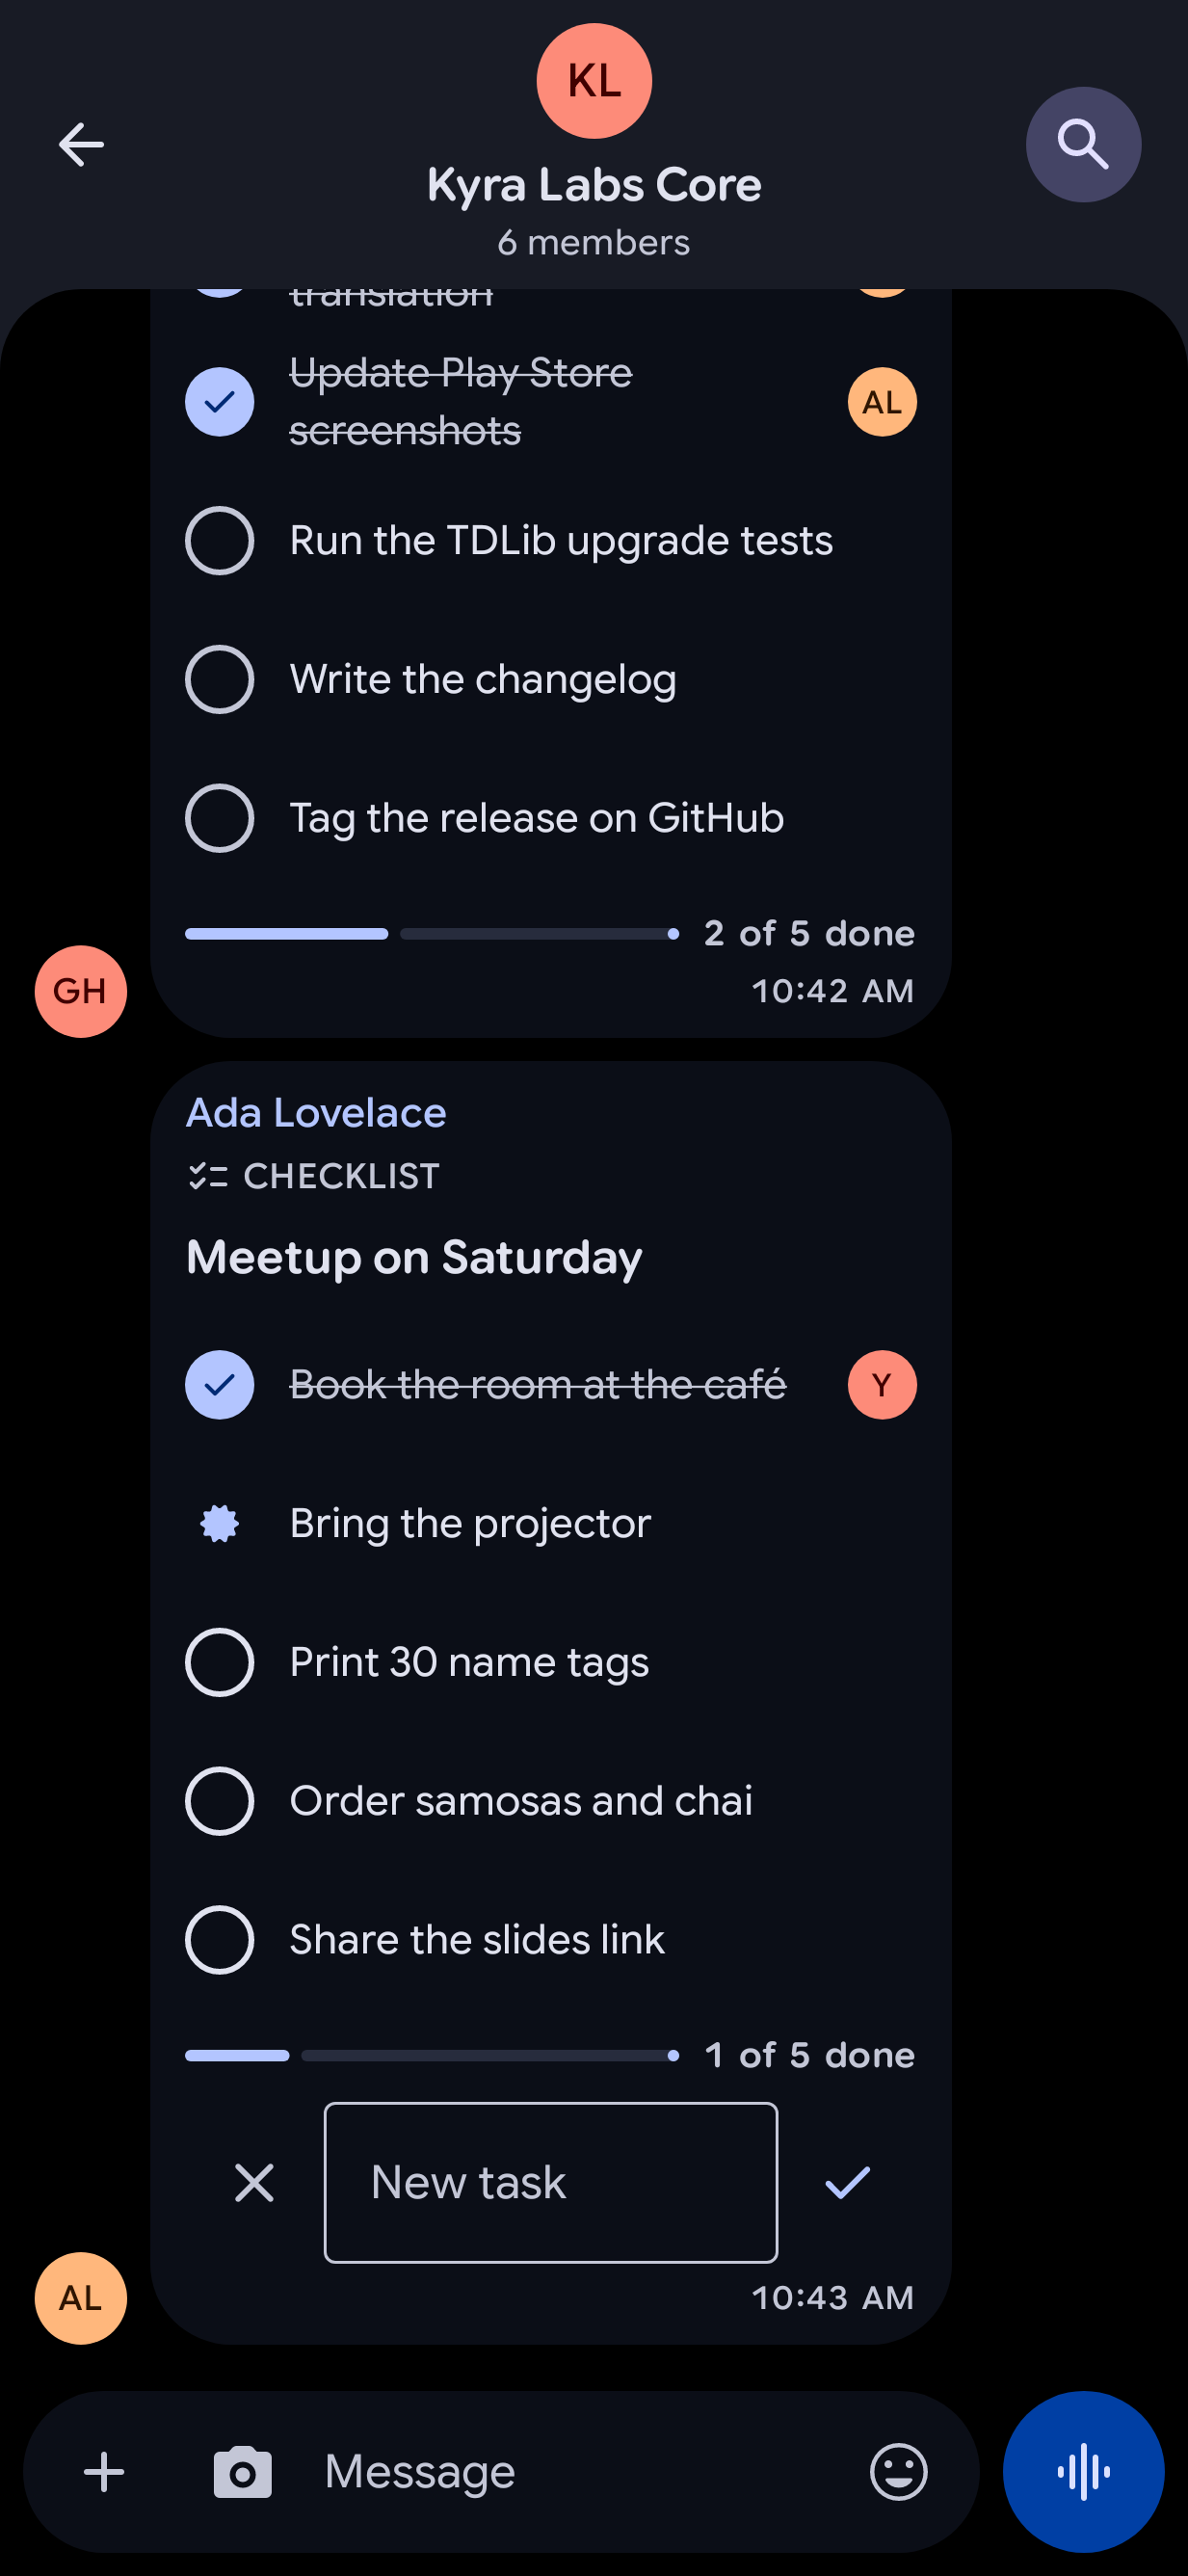 KL
Kyra Labs Core
6 members
translation
Update Play Store
screenshots
AL
Run the TDLib upgrade tests
Write the changelog
Tag the release on GitHub
2 of 5 done
GH
10:42 AM
Ada Lovelace
CHECKLIST
Meetup on Saturday
Book the room at the café
Y
Bring the projector
Print 30 name tags
Order samosas and chai
Share the slides link
1 of 5 done
New task
AL
10:43 AM
Message